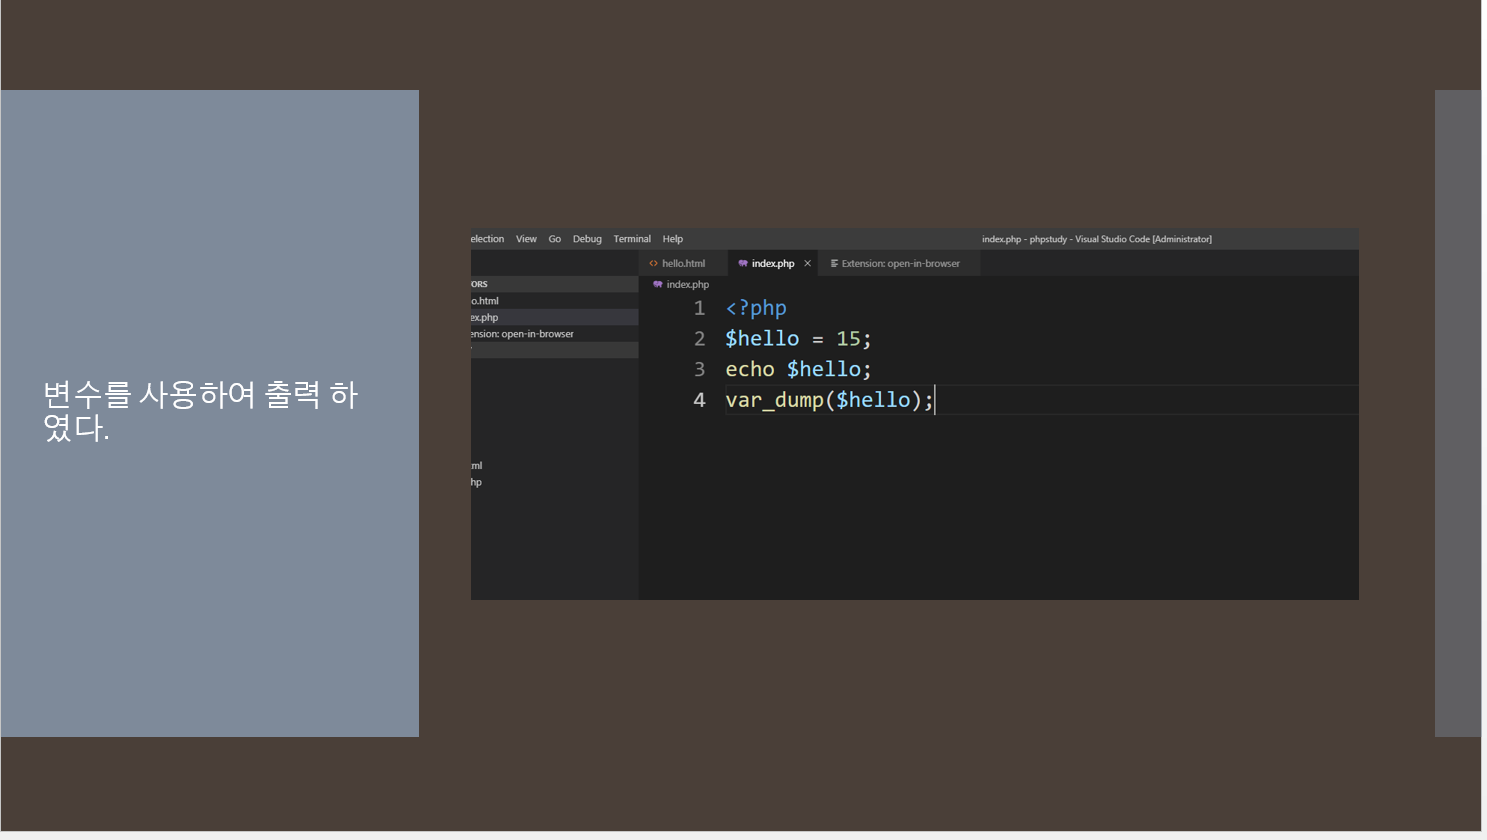 변수를 사용하여 출력 하
였다.
election View Go Debug Terminal Help index.php - phpstudy - Visual Studio Code [Administrator]
hello.html index.php × Extension: open-in-browser
ORS
o.html
ex.php
ension: open-in-browser
index.php
1 <?php
2 $hello = 15;
3 echo $hello;
4 var_dump($hello);
ml
hp